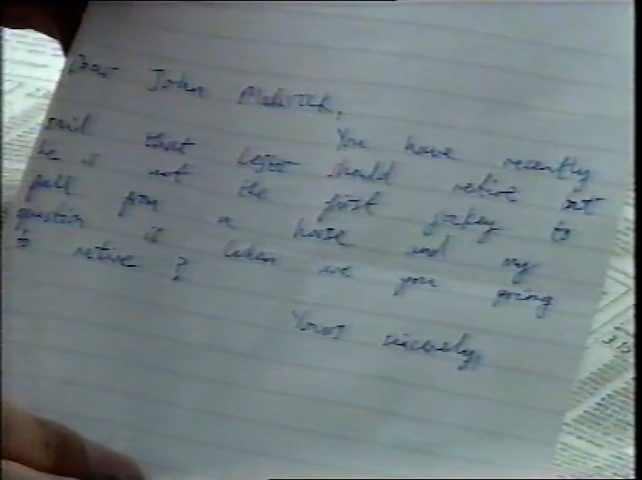 Dear John
You have recently
said that Lester should retire but
he is not the first jockey to
fall from a horse and my
question is when are you going
to retire ?
Yours sincerely,